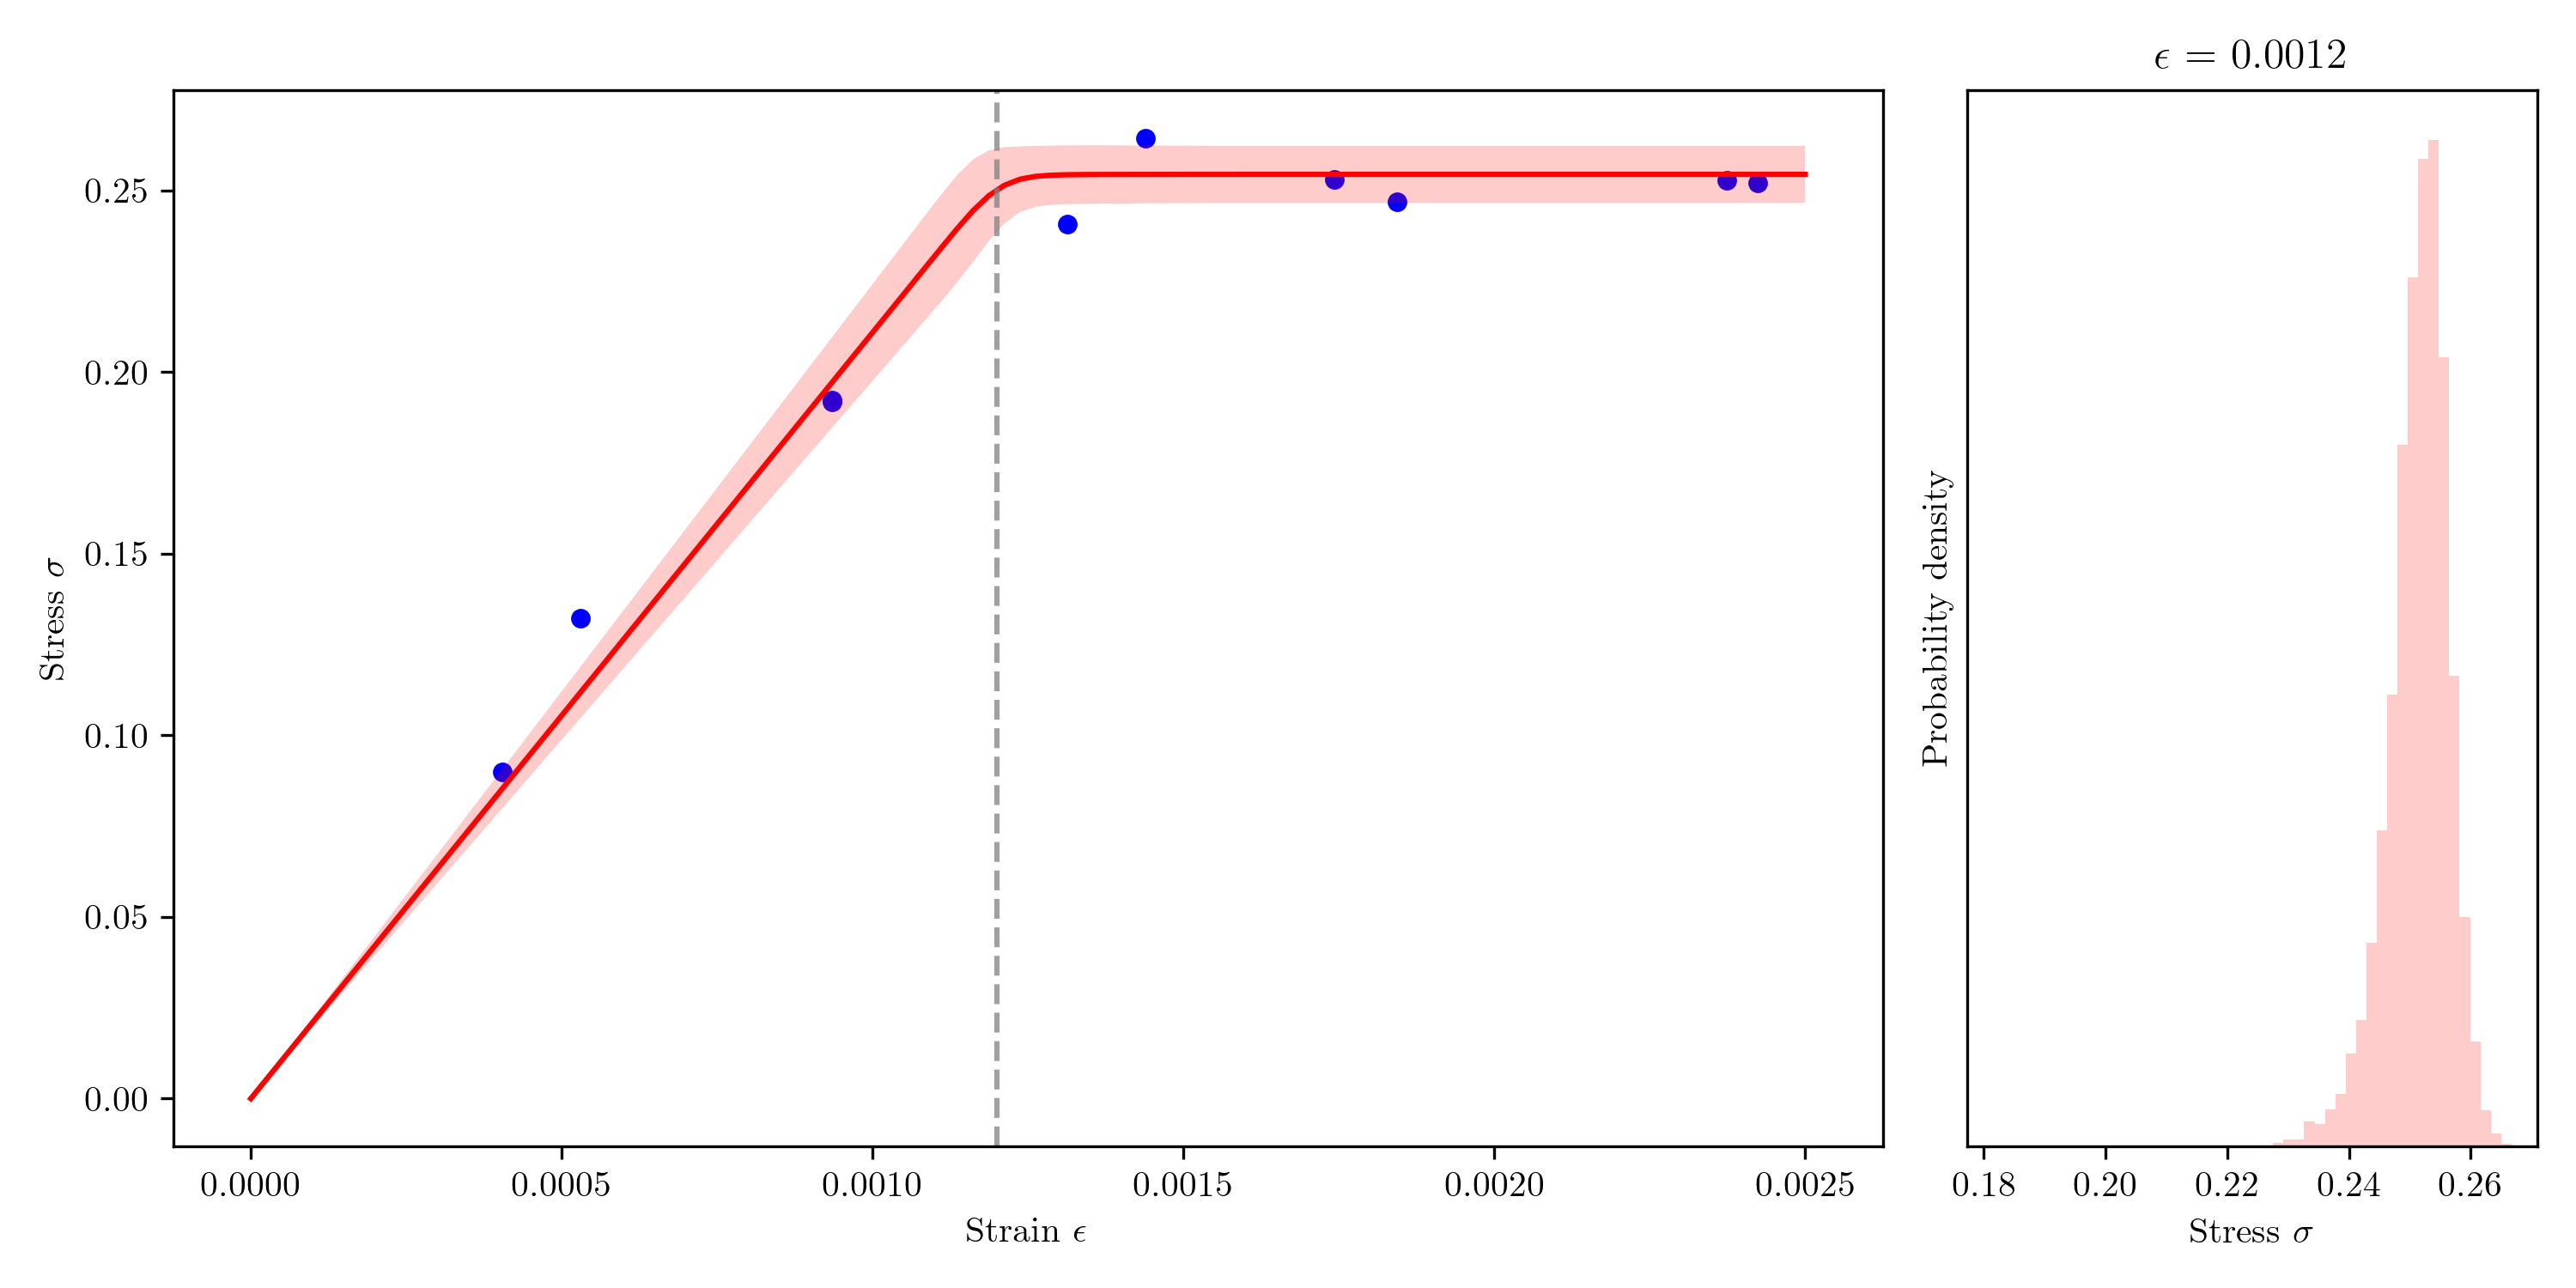 ϵ = 0.0012
0.25
0.20
0.15
0.10
0.05
0.00
Stress σ
0.0000 0.0005 0.0010 0.0015 0.0020 0.0025
Strain ϵ
Probability density
0.18 0.20 0.22 0.24 0.26
Stress σ